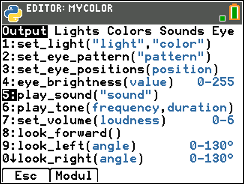 EDITOR: MYCOLOR
Output Lights Colors Sounds Eye
1:set_light("light","color")
2:set_eye_pattern("pattern")
3:set_eye_positions(position)
4:eye_brightness(value) 0-255
5:play_sound("sound")
6:play_tone(frequency,duration)
7:set_volume(loudness) 0-6
8:look_forward()
9:look_left(angle) 0-130°
0↓look_right(angle) 0-130°
Esc Modul